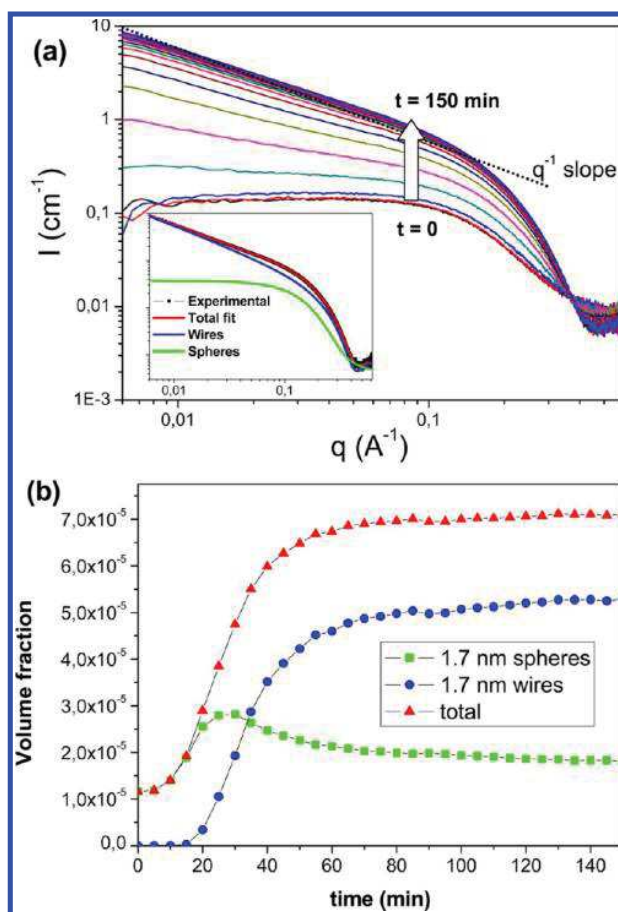 (a)
10
1
0,1
0,01
1E-3
I (cm⁻¹)
t = 150 min
q⁻¹ slope
t = 0
Experimental
Total fit
Wires
Spheres
0,01
0,1
0,01
0,1
q (A⁻¹)
(b)
7,0x10⁻⁵
6,0x10⁻⁵
5,0x10⁻⁵
4,0x10⁻⁵
3,0x10⁻⁵
2,0x10⁻⁵
1,0x10⁻⁵
0,0
Volume fraction
1.7 nm spheres
1.7 nm wires
total
0
20
40
60
80
100
120
140
time (min)